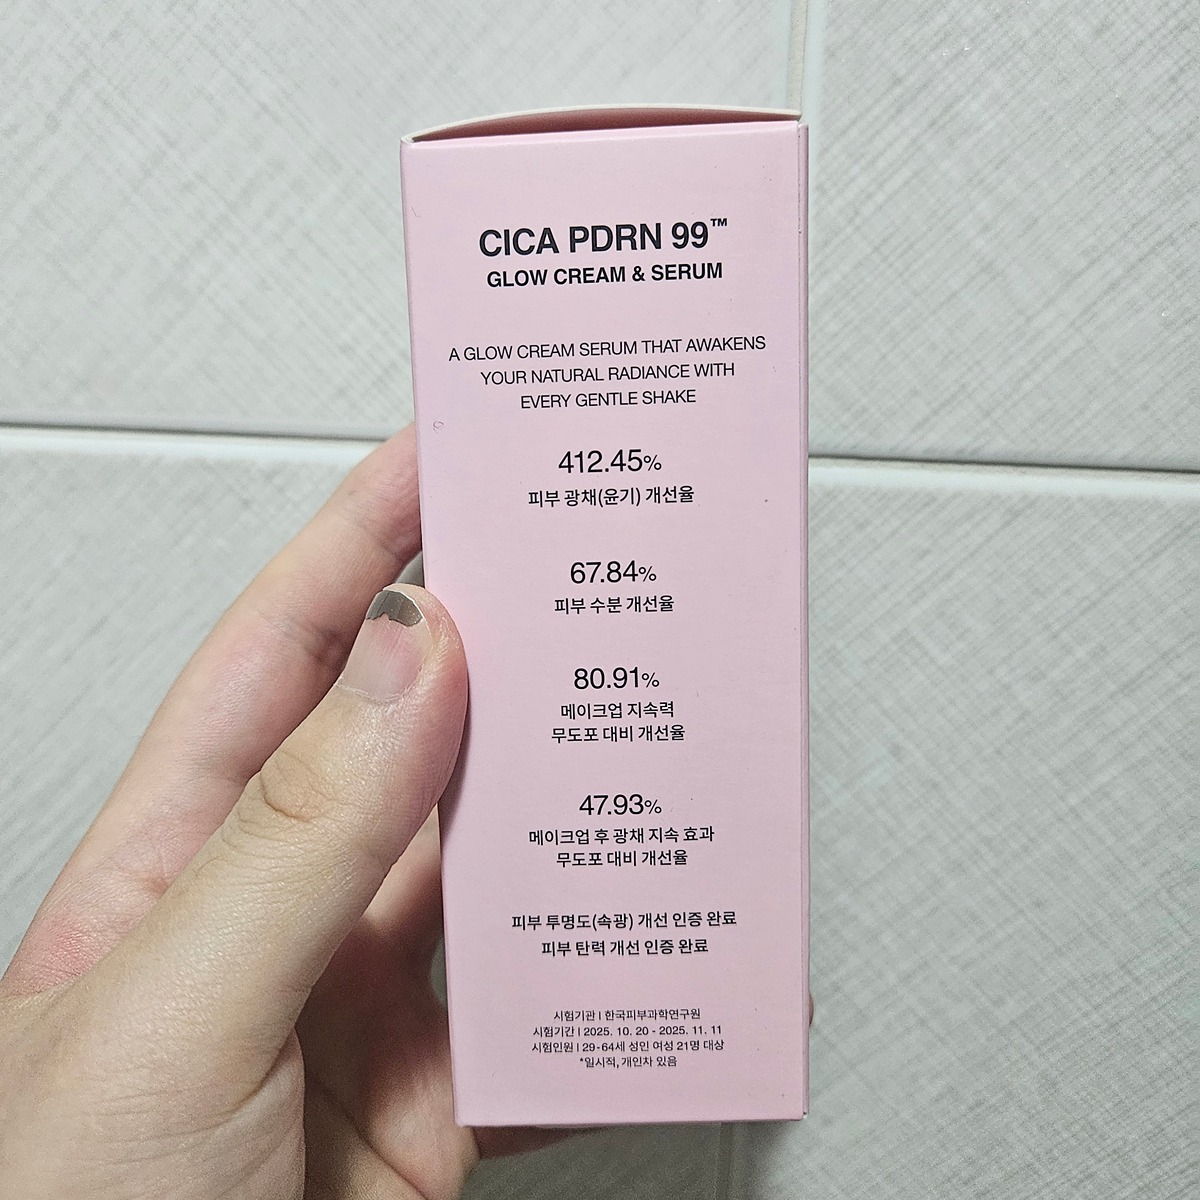 CICA PDRN 99™
GLOW CREAM & SERUM
A GLOW CREAM SERUM THAT AWAKENS
YOUR NATURAL RADIANCE WITH
EVERY GENTLE SHAKE
412.45%
피부 광채(윤기) 개선율
67.84%
피부 수분 개선율
80.91%
메이크업 지속력
무도포 대비 개선율
47.93%
메이크업 후 광채 지속 효과
무도포 대비 개선율
피부 투명도(속광) 개선 인증 완료
피부 탄력 개선 인증 완료
시험기관 | 한국피부과학연구원
시험기간 | 2025. 10. 20 - 2025. 11. 11
시험인원 | 29-64세 성인 여성 21명 대상
*일시적, 개인차 있음